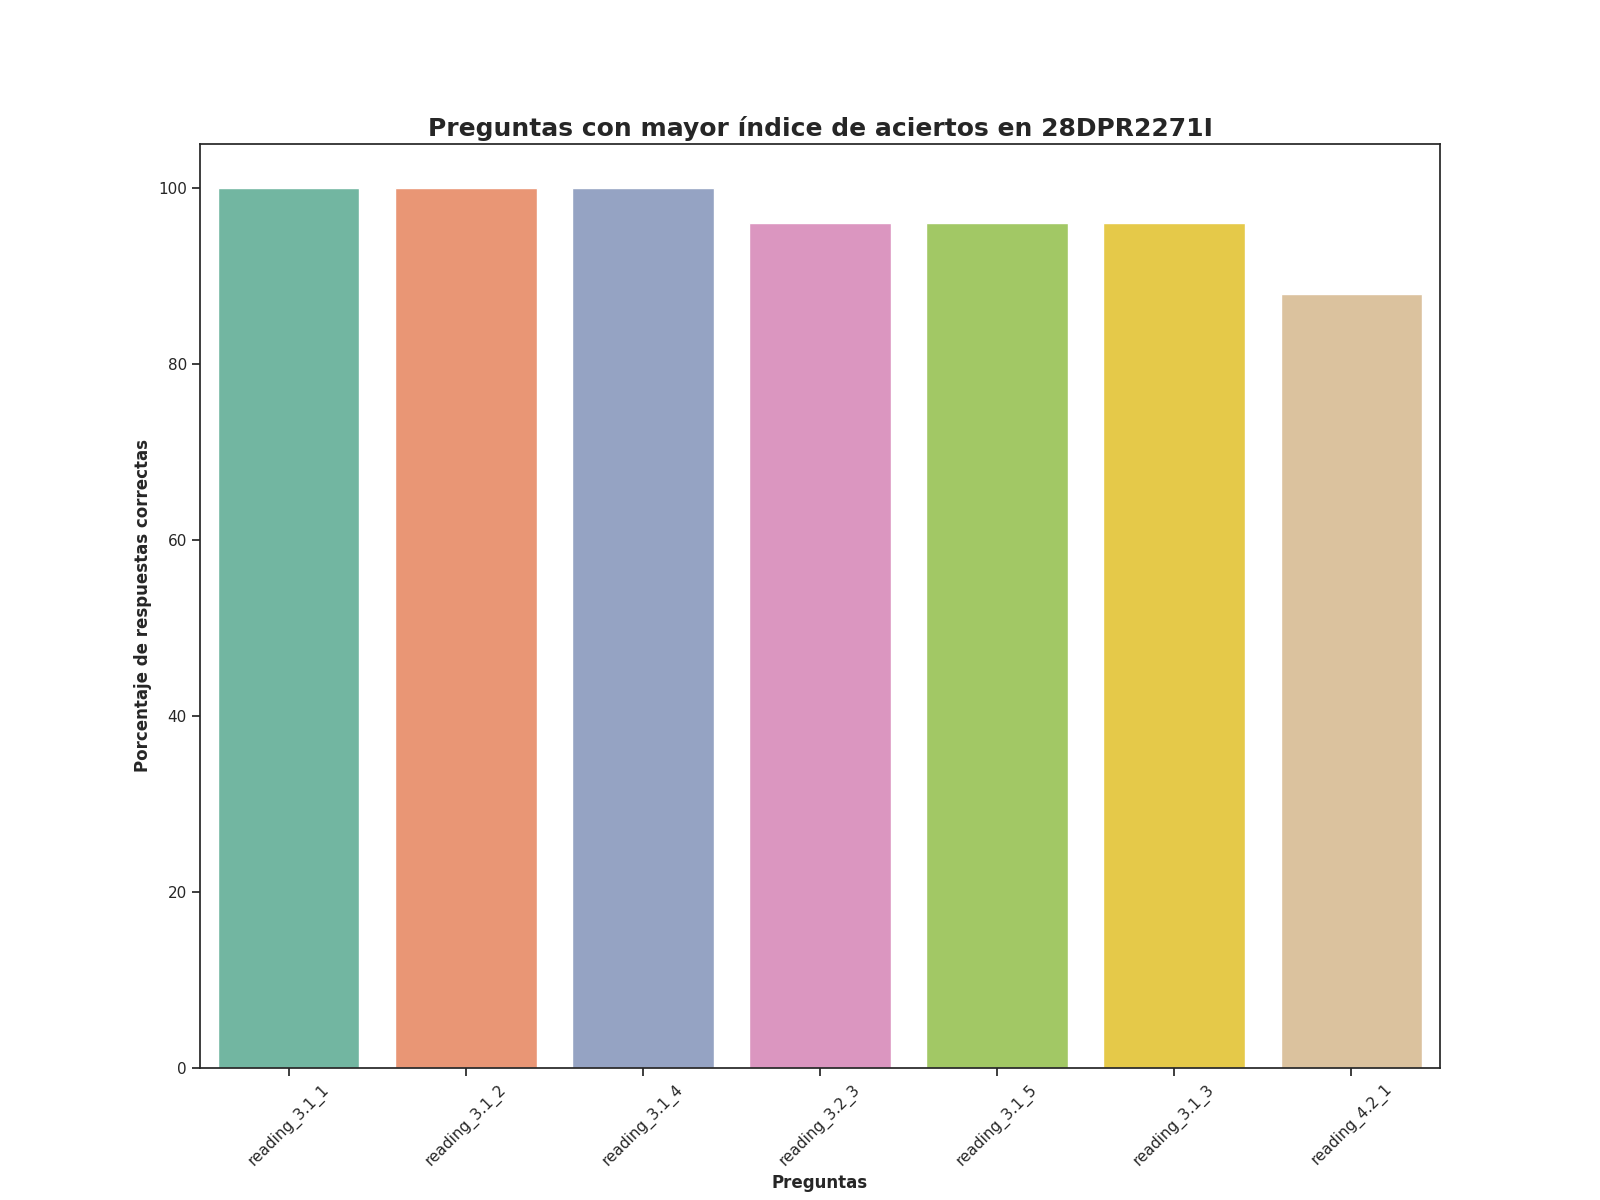 Preguntas con mayor índice de aciertos en 28DPR2271I
Porcentaje de respuestas correctas
100
80
60
40
20
0
reading_3.1_1
reading_3.1_2
reading_3.1_4
reading_3.2_3
reading_3.1_5
reading_3.1_3
reading_4.2_1
Preguntas